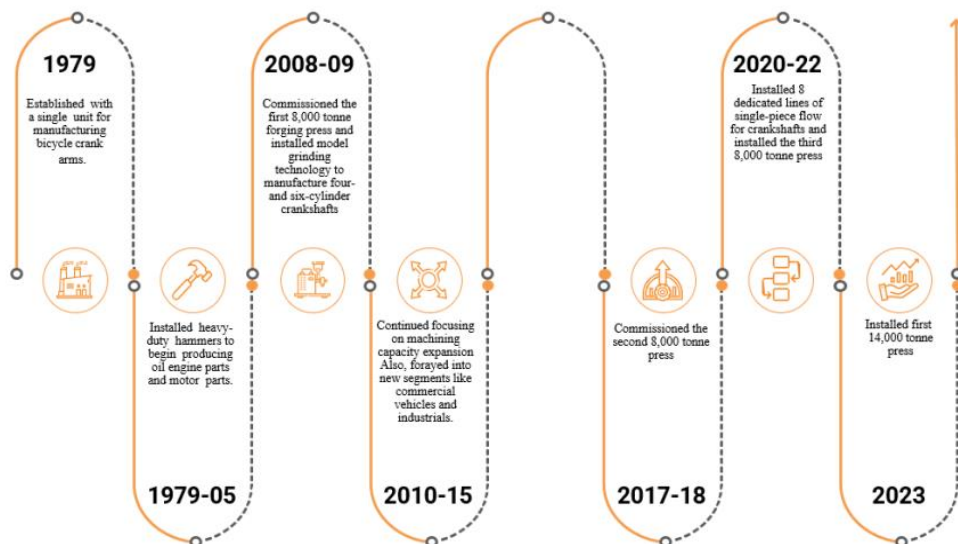 1979
Established with
a single unit for
manufacturing
bicycle crank
arms.
Installed heavy-
duty hammers to
begin producing
oil engine parts
and motor parts.
1979-05
2008-09
Commissioned the
first 8,000 tonne
forging press and
installed model
grinding
technology to
manufacture four-
and six-cylinder
crankshafts
Continued focusing
on machining
capacity expansion
Also, forayed into
new segments like
commercial
vehicles and
industrials.
2010-15
Commissioned the
second 8,000 tonne
press
2017-18
2020-22
Installed 8
dedicated lines of
single-piece flow
for crankshafts and
installed the third
8,000 tonne press
Installed first
14,000 tonne
press
2023